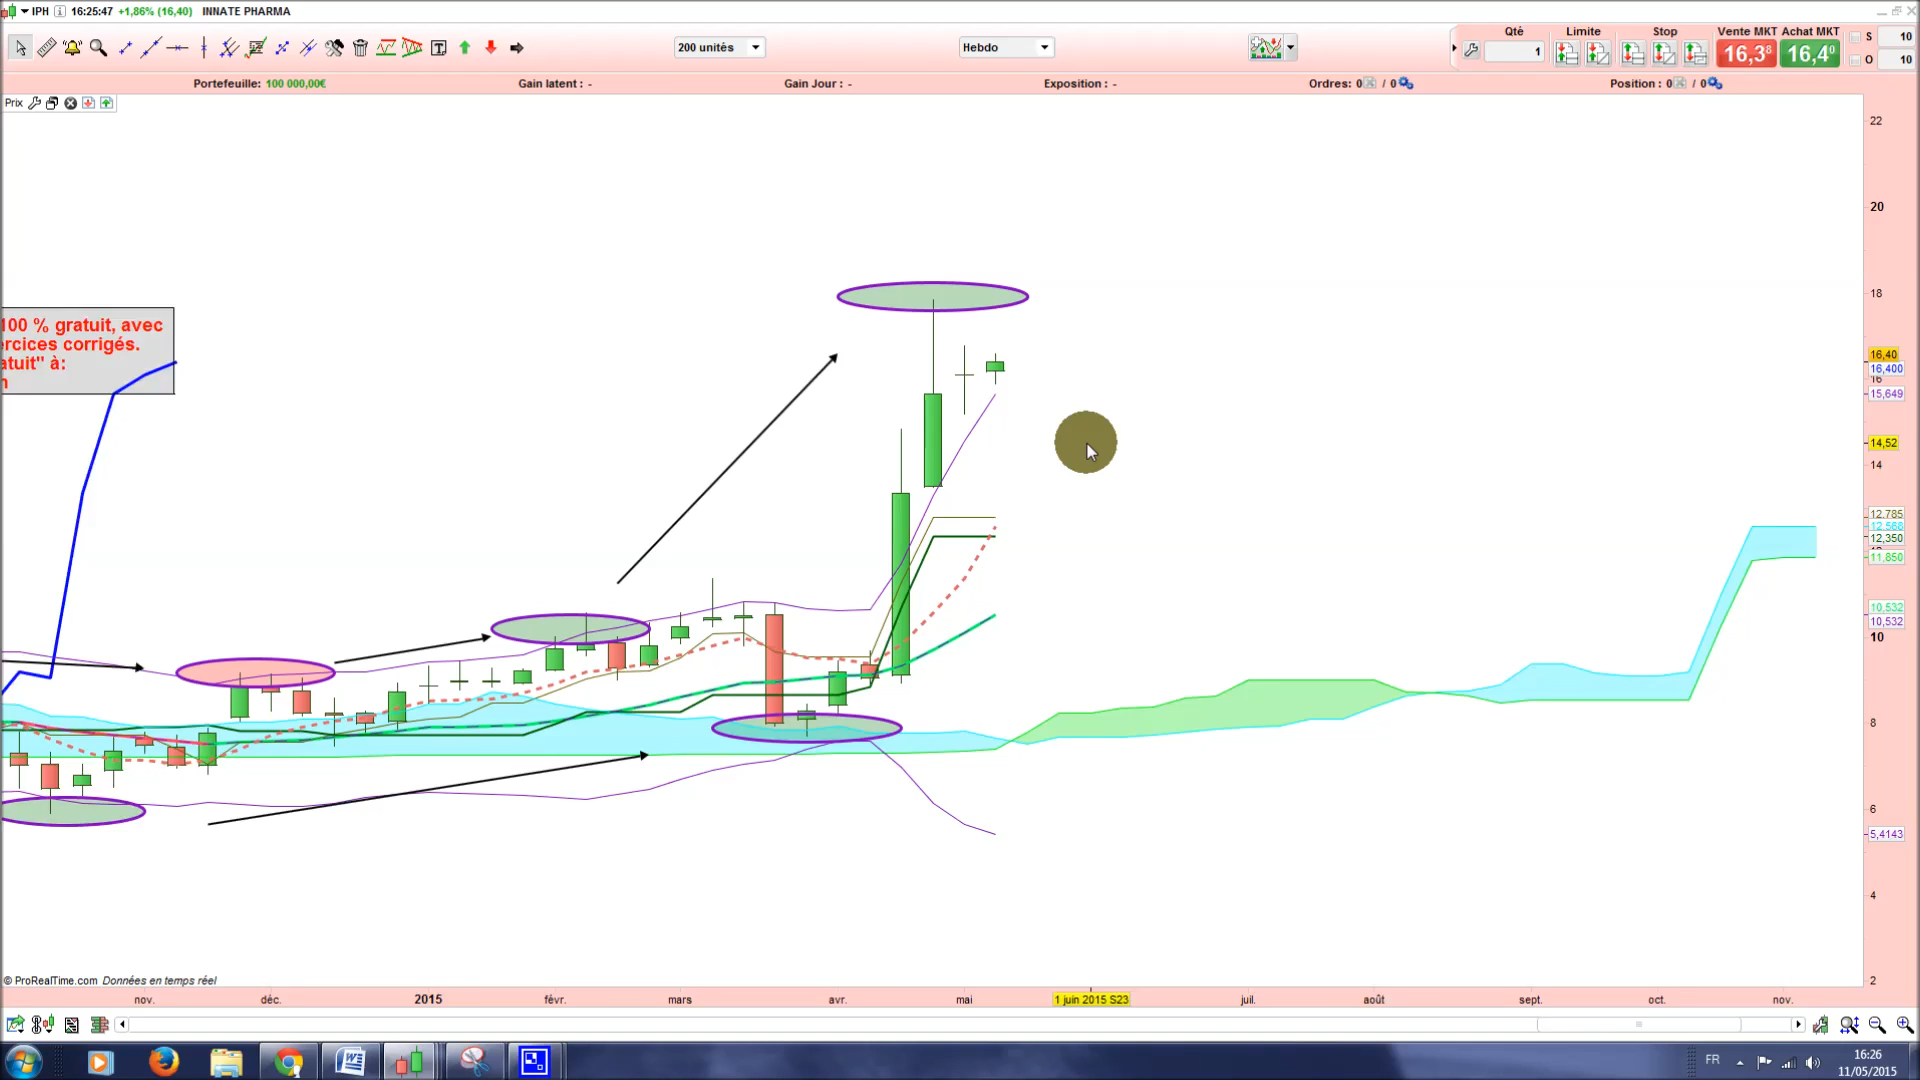 IPH 16:25:47 +1,86% (16,40) INNATE PHARMA
200 unités
Hebdo
Qté
1
Limite
Stop
Vente MKT Achat MKT
16,3⁸ 16,4⁰
S 10
O 10
Portefeuille: 100 000,00€ Gain latent : - Gain Jour : - Exposition : - Ordres: 0 / 0 Position : 0 / 0
Prix
100 % gratuit, avec
rcices corrigés.
atuit" à:
n
22
20
18
16,40
16,400
16
15,649
14,52
14
12,785
12,568
12,350
11,850
10,532
10,532
10
8
6
5,4143
4
2
© ProRealTime.com Données en temps réel
nov. déc. 2015 févr. mars avr. mai 1 juin 2015 S23 juil. août sept. oct. nov.
FR
16:26
11/05/2015